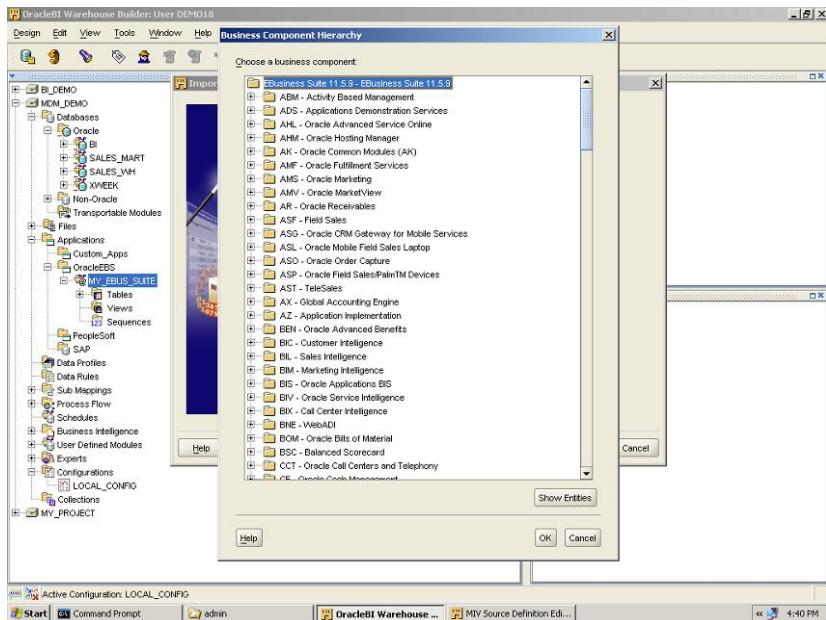 OracleBI Warehouse Builder: User DEMO18
Design Edit View Tools Window Help
BI_DEMO
MDM_DEMO
Databases
Oracle
BI
SALES_MART
SALES_WH
XWEEK
Non-Oracle
Transportable Modules
Files
Applications
Custom_Apps
OracleEBS
MY_EBUS_SUITE
Tables
Views
Sequences
PeopleSoft
SAP
Data Profiles
Data Rules
Sub Mappings
Process Flow
Schedules
Business Intelligence
User Defined Modules
Experts
Configurations
LOCAL_CONFIG
Collections
MY_PROJECT
Impor
Help
Cancel
Business Component Hierarchy
Choose a business component:
EBusiness Suite 11.5.9 - EBusiness Suite 11.5.9
ABM - Activity Based Management
ADS - Applications Demonstration Services
AHL - Oracle Advanced Service Online
AHM - Oracle Hosting Manager
AK - Oracle Common Modules (AK)
AMF - Oracle Fulfillment Services
AMS - Oracle Marketing
AMV - Oracle MarketView
AR - Oracle Receivables
ASF - Field Sales
ASG - Oracle CRM Gateway for Mobile Services
ASL - Oracle Mobile Field Sales Laptop
ASO - Oracle Order Capture
ASP - Oracle Field Sales/PalmTM Devices
AST - TeleSales
AX - Global Accounting Engine
AZ - Application Implementation
BEN - Oracle Advanced Benefits
BIC - Customer Intelligence
BIL - Sales Intelligence
BIM - Marketing Intelligence
BIS - Oracle Applications BIS
BIV - Oracle Service Intelligence
BIX - Call Center Intelligence
BNE - WebADI
BOM - Oracle Bills of Material
BSC - Balanced Scorecard
CCT - Oracle Call Centers and Telephony
CE - Oracle Cash Management
Show Entities
Help
OK Cancel
Active Configuration: LOCAL_CONFIG
Start Command Prompt admin OracleBI Warehouse ... MIV Source Definition Edi... 4:40 PM